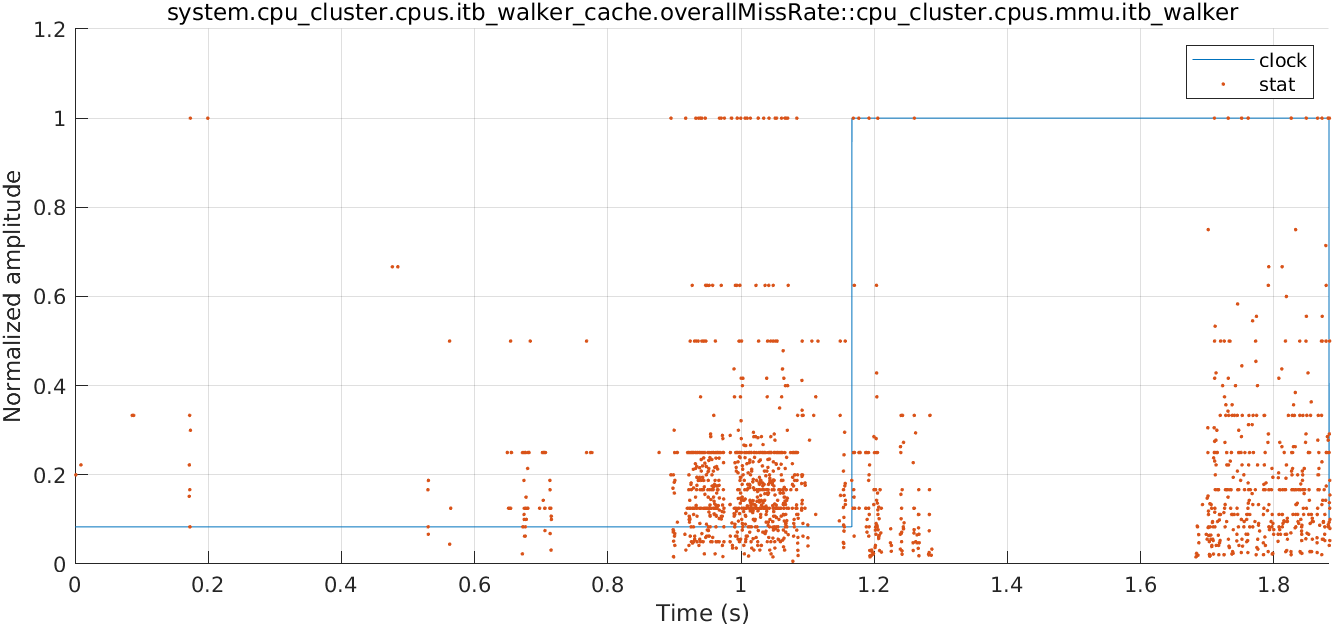 system.cpu_cluster.cpus.itb_walker_cache.overallMissRate::cpu_cluster.cpus.mmu.itb_walker
1.2
clock
stat
1
0.8
Normalized amplitude
0.6
0.4
0.2
0
0 0.2 0.4 0.6 0.8 1 1.2 1.4 1.6 1.8
Time (s)